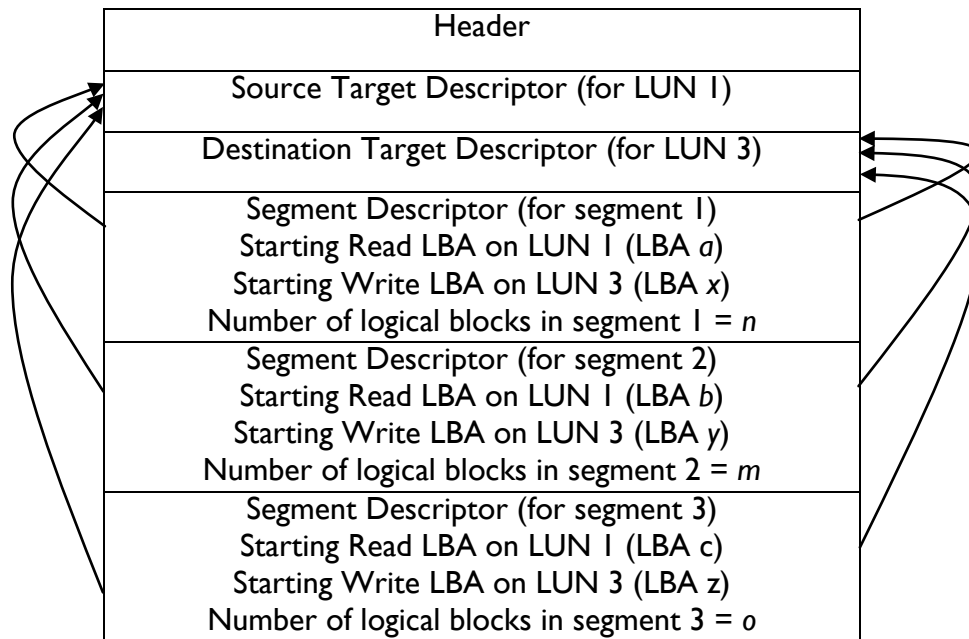 Header
Source Target Descriptor (for LUN 1)
Destination Target Descriptor (for LUN 3)
Segment Descriptor (for segment 1)
Starting Read LBA on LUN 1 (LBA a)
Starting Write LBA on LUN 3 (LBA x)
Number of logical blocks in segment 1 = n
Segment Descriptor (for segment 2)
Starting Read LBA on LUN 1 (LBA b)
Starting Write LBA on LUN 3 (LBA y)
Number of logical blocks in segment 2 = m
Segment Descriptor (for segment 3)
Starting Read LBA on LUN 1 (LBA c)
Starting Write LBA on LUN 3 (LBA z)
Number of logical blocks in segment 3 = o